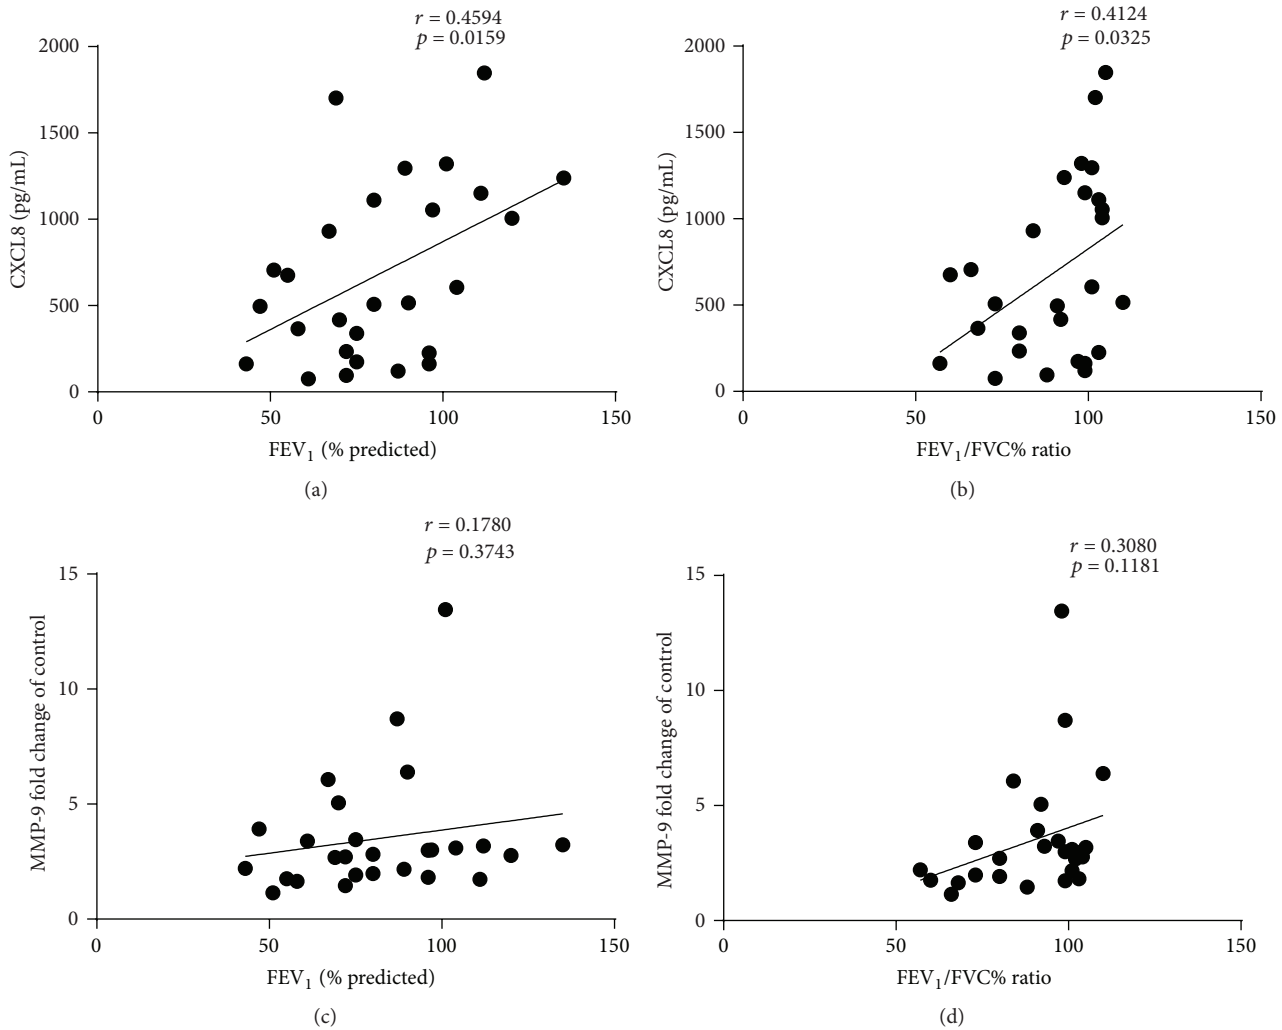 r = 0.4594
p = 0.0159
2000
1500
1000
500
0
CXCL8 (pg/mL)
0 50 100 150
FEV1 (% predicted)
(a)
r = 0.4124
p = 0.0325
2000
1500
1000
500
0
CXCL8 (pg/mL)
0 50 100 150
FEV1/FVC% ratio
(b)
r = 0.1780
p = 0.3743
15
10
5
0
MMP-9 fold change of control
0 50 100 150
FEV1 (% predicted)
(c)
r = 0.3080
p = 0.1181
15
10
5
0
MMP-9 fold change of control
0 50 100 150
FEV1/FVC% ratio
(d)